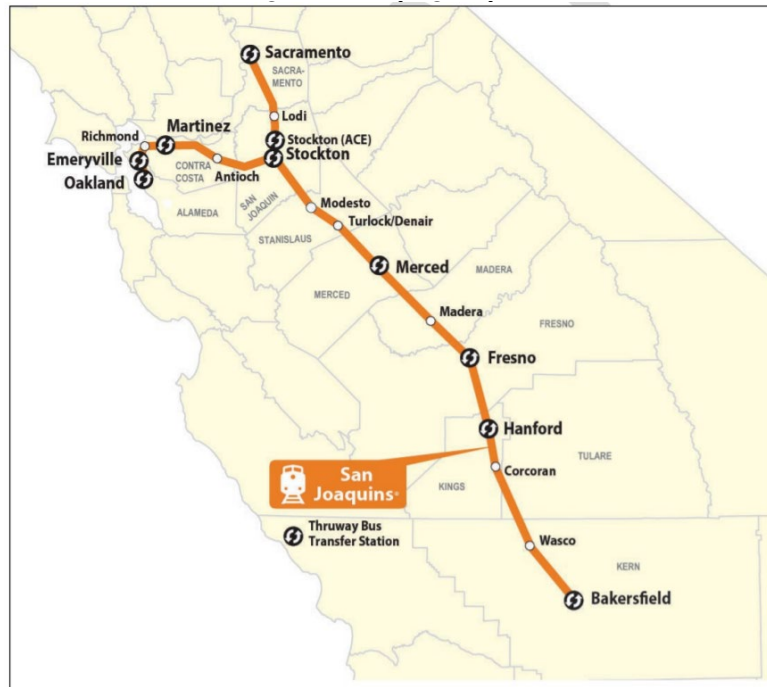 Sacramento
SACRA-
MENTO
Lodi
Richmond
Martinez
Stockton (ACE)
Emeryville
Stockton
CONTRA
COSTA
Antioch
Oakland
SAN
JOAQUIN
ALAMEDA
Modesto
Turlock/Denair
STANISLAUS
Merced
MADERA
MERCED
Madera
FRESNO
Fresno
Hanford
TULARE
San
Joaquins
Corcoran
KINGS
Thruway Bus
Transfer Station
Wasco
KERN
Bakersfield